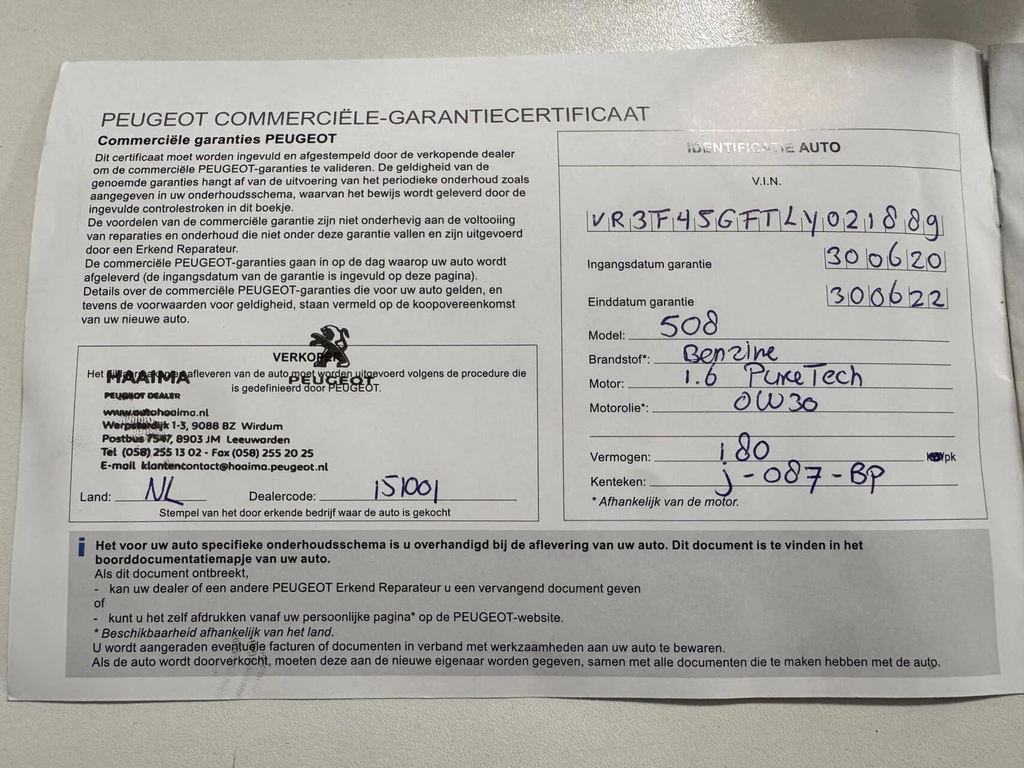 PEUGEOT COMMERCIËLE-GARANTIECERTIFICAAT
Commerciële garanties PEUGEOT
Dit certificaat moet worden ingevuld en afgestempeld door de verkopende dealer
om de commerciële PEUGEOT-garanties te valideren. De geldigheid van de
genoemde garanties hangt af van de uitvoering van het periodieke onderhoud zoals
aangegeven in uw onderhoudsschema, waarvan het bewijs wordt geleverd door de
ingevulde controlestroken in dit boekje.
De voordelen van de commerciële garantie zijn niet onderhevig aan de voltooiing
van reparaties en onderhoud die niet onder deze garantie vallen en zijn uitgevoerd
door een Erkend Reparateur.
De commerciële PEUGEOT-garanties gaan in op de dag waarop uw auto wordt
afgeleverd (de ingangsdatum van de garantie is ingevuld op deze pagina).
Details over de commerciële PEUGEOT-garanties die voor uw auto gelden, en
tevens de voorwaarden voor geldigheid, staan vermeld op de koopovereenkomst
van uw nieuwe auto.
VERKOPER
Het afleveren van de auto moet worden uitgevoerd volgens de procedure die
is gedefinieerd door PEUGEOT.
HAAIMA
PEUGEOT
PEUGEOT DEALER
www.autohaaima.nl
Werpsterdijk 1-3, 9088 BZ Wirdum
Postbus 7547, 8903 JM Leeuwarden
Tel (058) 255 13 02 - Fax (058) 255 20 25
E-mail klantencontact@haaima.peugeot.nl
Land: NL Dealercode: 151001
Stempel van het door erkende bedrijf waar de auto is gekocht
IDENTIFICATIE AUTO
V.I.N.
VR3F45GFTLY021889
Ingangsdatum garantie 300620
Einddatum garantie 300622
Model: 508
Brandstof*: Benzine
Motor: 1.6 PureTech
Motorolie*: 0W30
Vermogen: 180 /pk
Kenteken: J-087-BP
* Afhankelijk van de motor.
i Het voor uw auto specifieke onderhoudsschema is u overhandigd bij de aflevering van uw auto. Dit document is te vinden in het
boorddocumentatiemapje van uw auto.
Als dit document ontbreekt,
- kan uw dealer of een andere PEUGEOT Erkend Reparateur u een vervangend document geven
of
- kunt u het zelf afdrukken vanaf uw persoonlijke pagina* op de PEUGEOT-website.
* Beschikbaarheid afhankelijk van het land.
U wordt aangeraden eventuele facturen of documenten in verband met werkzaamheden aan uw auto te bewaren.
Als de auto wordt doorverkocht, moeten deze aan de nieuwe eigenaar worden gegeven, samen met alle documenten die te maken hebben met de auto.